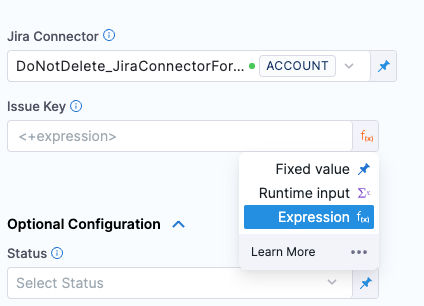 Jira Connector
DoNotDelete_JiraConnectorFor... ACCOUNT
Issue Key
<+expression>
f(x)
Fixed value
Runtime input
Expression f(x)
Optional Configuration
Learn More
Status
Select Status